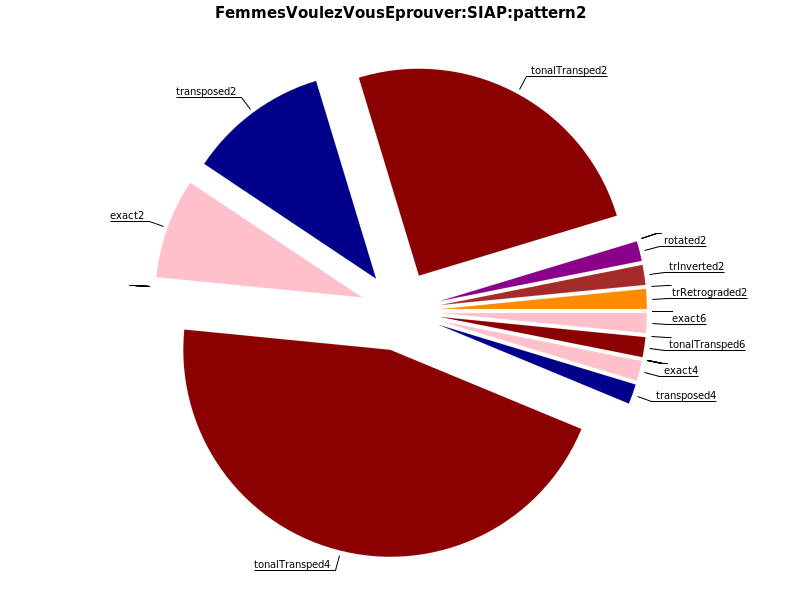 FemmesVoulezVousEprouver:SIAP:pattern2
tonalTransped2
transposed2
exact2
rotated2
trInverted2
trRetrograded2
exact6
tonalTransped6
exact4
transposed4
tonalTransped4